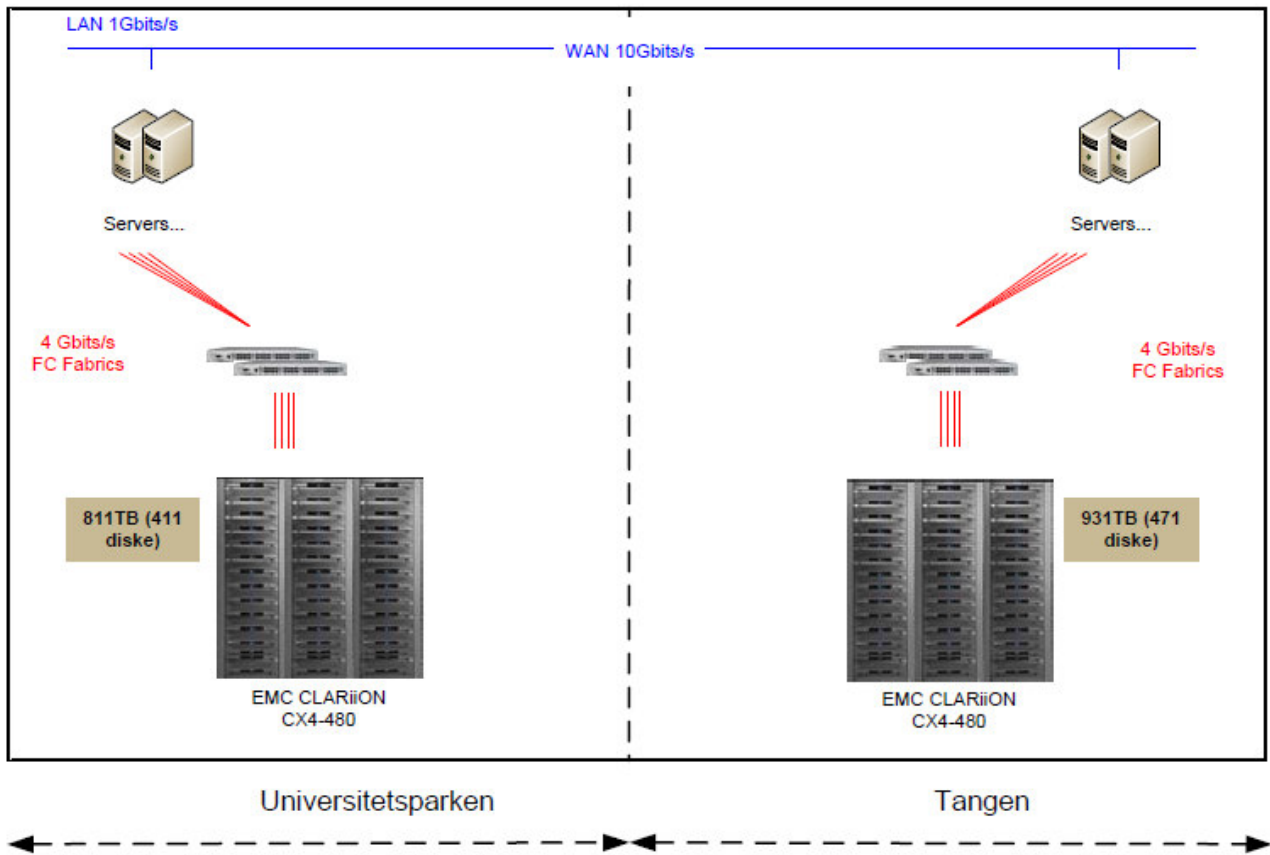 LAN 1Gbits/s
WAN 10Gbits/s
Servers...
Servers...
4 Gbits/s
FC Fabrics
4 Gbits/s
FC Fabrics
811TB (411
diske)
931TB (471
diske)
EMC CLARiiON
CX4-480
EMC CLARiiON
CX4-480
Universitetsparken
Tangen